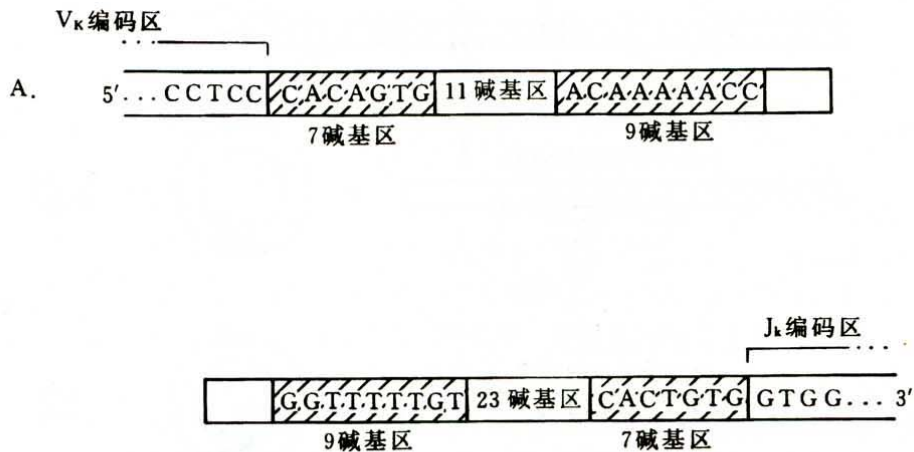 Vκ编码区
...
A. 5′...CCTCC CACAGTG 11碱基区 ACAAAAACC
7碱基区 9碱基区
Jk编码区
...
GGTTTTTGT 23碱基区 CACTGTG GTGG...3′
9碱基区 7碱基区